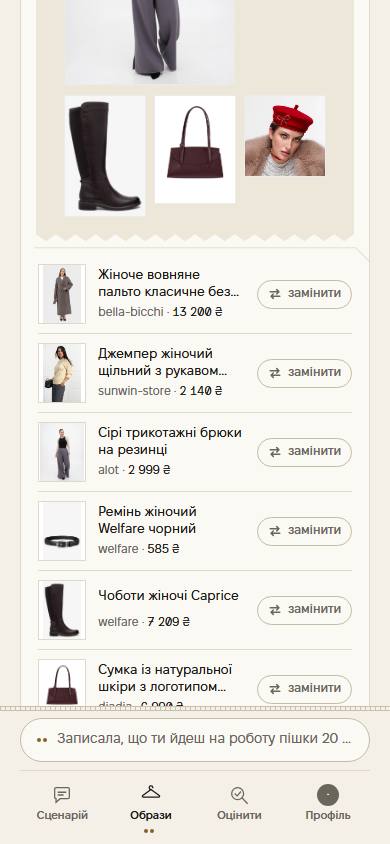 Жіноче вовняне
пальто класичне без...
bella-bicchi · 13 200 ₴
замінити
Джемпер жіночий
щільний з рукавом...
sunwin-store · 2 140 ₴
замінити
Сірі трикотажні брюки
на резинці
alot · 2 999 ₴
замінити
Ремінь жіночий
Welfare чорний
welfare · 585 ₴
замінити
Чоботи жіночі Caprice
welfare · 7 209 ₴
замінити
Сумка із натуральної
шкіри з логотипом...
замінити
Записала, що ти йдеш на роботу пішки 20 ...
Сценарій
Образи
Оцінити
Профіль